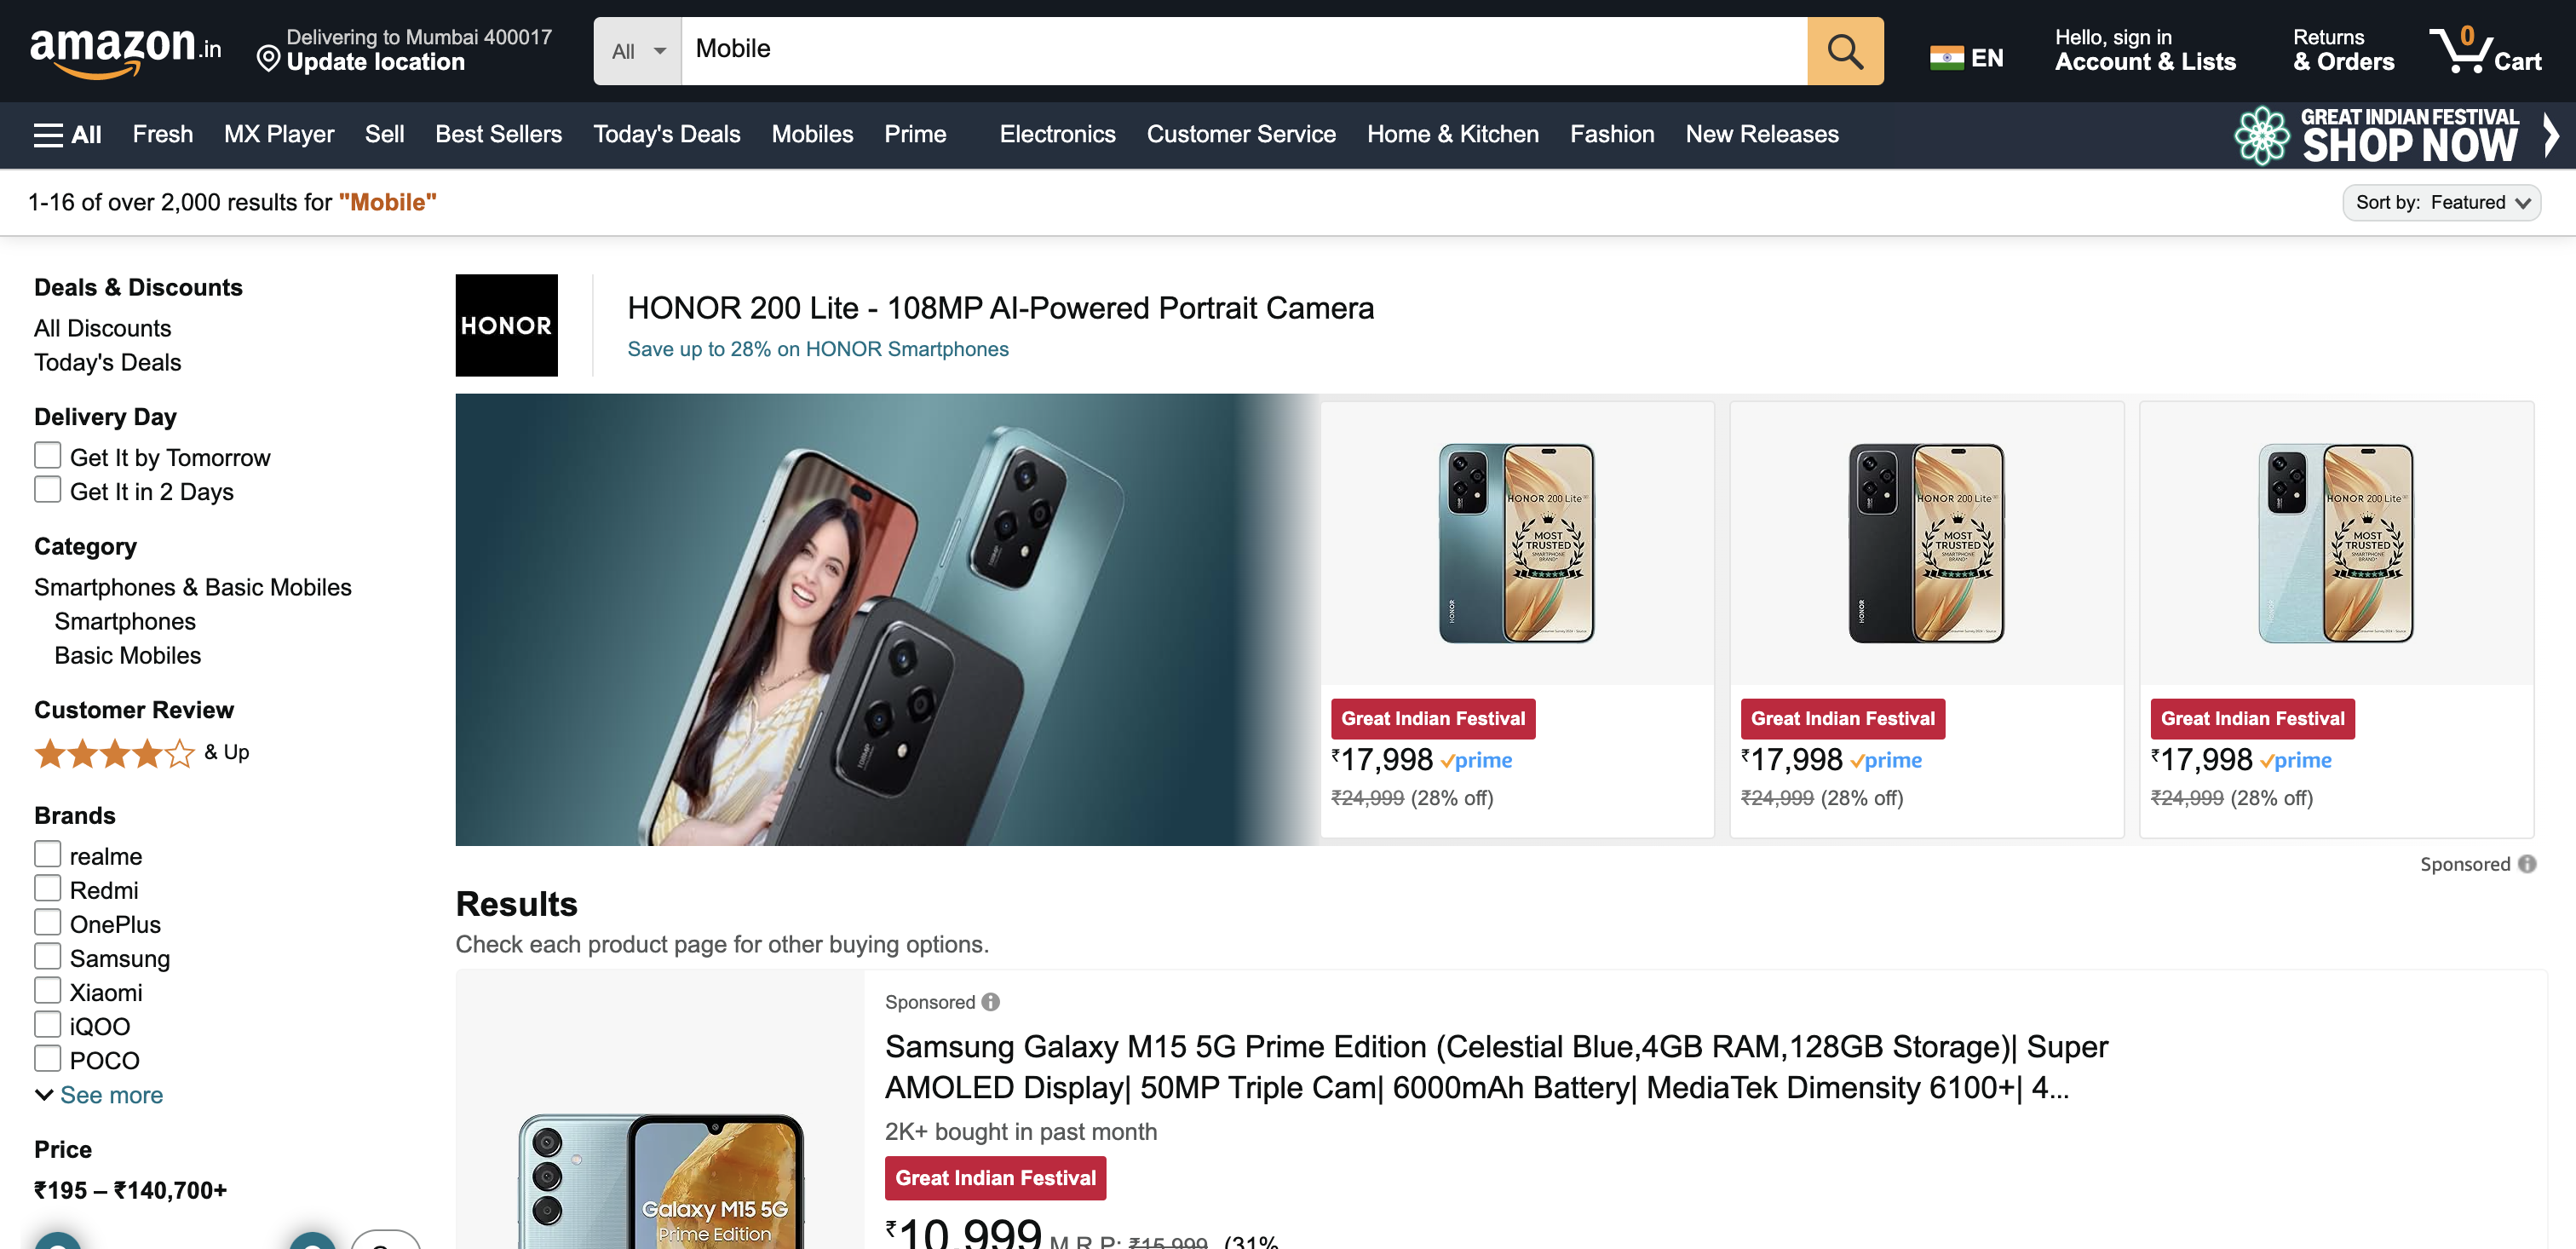 amazon.in
Delivering to Mumbai 400017
Update location
All
Mobile
EN
Hello, sign in
Account & Lists
Returns
& Orders
0
Cart
All
Fresh
MX Player
Sell
Best Sellers
Today's Deals
Mobiles
Prime
Electronics
Customer Service
Home & Kitchen
Fashion
New Releases
GREAT INDIAN FESTIVAL
SHOP NOW
1-16 of over 2,000 results for "Mobile"
Sort by: Featured
Deals & Discounts
All Discounts
Today's Deals
Delivery Day
Get It by Tomorrow
Get It in 2 Days
Category
Smartphones & Basic Mobiles
Smartphones
Basic Mobiles
Customer Review
& Up
Brands
realme
Redmi
OnePlus
Samsung
Xiaomi
iQOO
POCO
See more
Price
₹195 – ₹140,700+
HONOR
HONOR 200 Lite - 108MP AI-Powered Portrait Camera
Save up to 28% on HONOR Smartphones
108MP
HONOR
HONOR 200 Lite
MOST
TRUSTED
SMARTPHONE
BRAND*
Great Indian Festival
₹17,998 prime
₹24,999 (28% off)
HONOR
HONOR 200 Lite
MOST
TRUSTED
SMARTPHONE
BRAND*
Great Indian Festival
₹17,998 prime
₹24,999 (28% off)
HONOR
HONOR 200 Lite
MOST
TRUSTED
SMARTPHONE
BRAND*
Great Indian Festival
₹17,998 prime
₹24,999 (28% off)
Sponsored
Results
Check each product page for other buying options.
Galaxy M15 5G
Prime Edition
Sponsored
Samsung Galaxy M15 5G Prime Edition (Celestial Blue,4GB RAM,128GB Storage)| Super
AMOLED Display| 50MP Triple Cam| 6000mAh Battery| MediaTek Dimensity 6100+| 4...
2K+ bought in past month
Great Indian Festival
₹10,999 M.R.P: ₹15,999 (31%